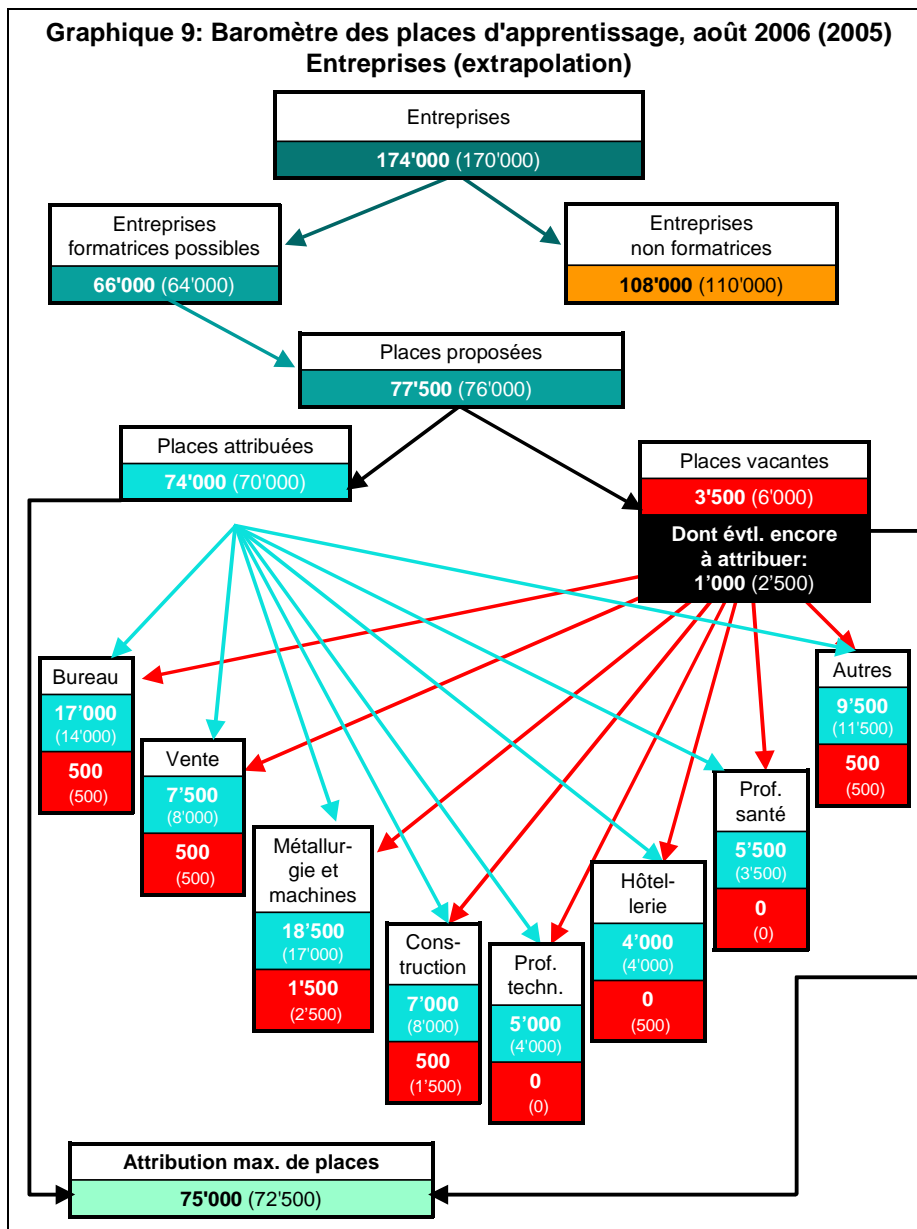 Graphique 9: Baromètre des places d'apprentissage, août 2006 (2005)
Entreprises (extrapolation)
Entreprises
174'000 (170'000)
Entreprises
formatrices possibles
66'000 (64'000)
Entreprises
non formatrices
108'000 (110'000)
Places proposées
77'500 (76'000)
Places attribuées
74'000 (70'000)
Places vacantes
3'500 (6'000)
Dont évtl. encore
à attribuer:
1’000 (2’500)
Bureau
17’000
(14’000)
500
(500)
Vente
7’500
(8’000)
500
(500)
Métallur-
gie et
machines
18’500
(17’000)
1'500
(2’500)
Cons-
truction
7’000
(8’000)
500
(1’500)
Prof.
techn.
5’000
(4’000)
0
(0)
Hôtel-
lerie
4’000
(4’000)
0
(500)
Prof.
santé
5’500
(3’500)
0
(0)
Autres
9’500
(11’500)
500
(500)
Attribution max. de places
75'000 (72'500)